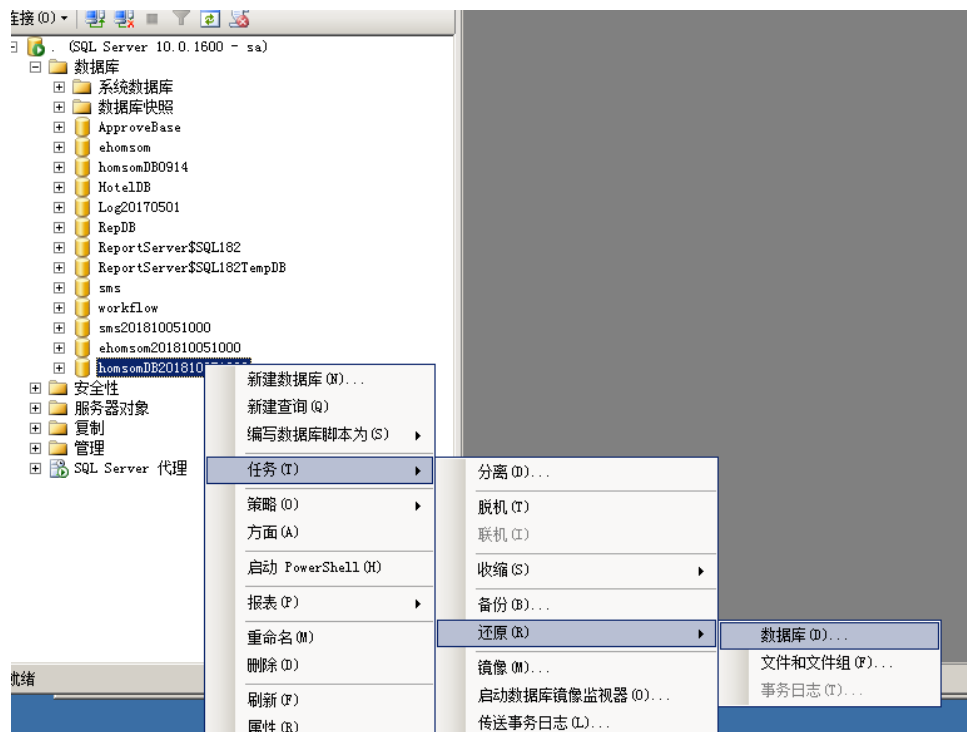 连接(O)
. (SQL Server 10.0.1600 - sa)
数据库
系统数据库
数据库快照
ApproveBase
ehomsom
homsomDB0914
HotelDB
Log20170501
RepDB
ReportServer$SQL182
ReportServer$SQL182TempDB
sms
workflow
sms201810051000
ehomsom201810051000
homsomDB201810
安全性
服务器对象
复制
管理
SQL Server 代理
新建数据库(N)...
新建查询(Q)
编写数据库脚本为(S)
任务(T)
策略(O)
方面(A)
启动 PowerShell(H)
报表(P)
重命名(M)
删除(D)
刷新(F)
属性(R)
分离(D)...
脱机(T)
联机(I)
收缩(S)
备份(B)...
还原(R)
镜像(M)...
启动数据库镜像监视器(O)...
传送事务日志(L)...
数据库(D)...
文件和文件组(F)...
事务日志(T)...
就绪